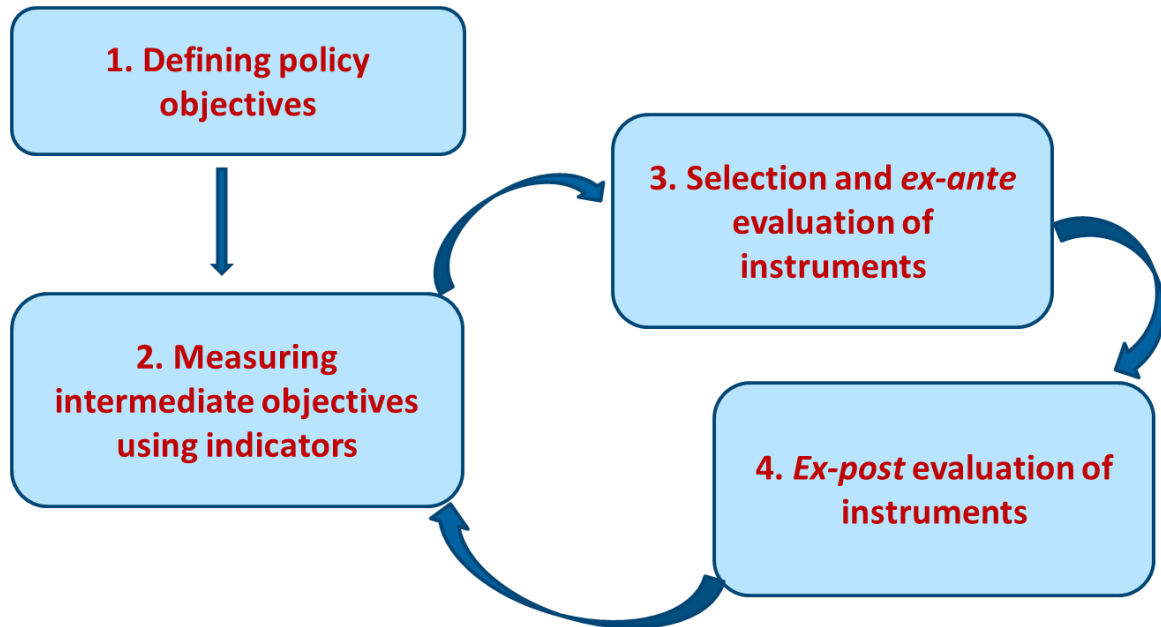 1. Defining policy
objectives
2. Measuring
intermediate objectives
using indicators
3. Selection and ex-ante
evaluation of
instruments
4. Ex-post evaluation of
instruments